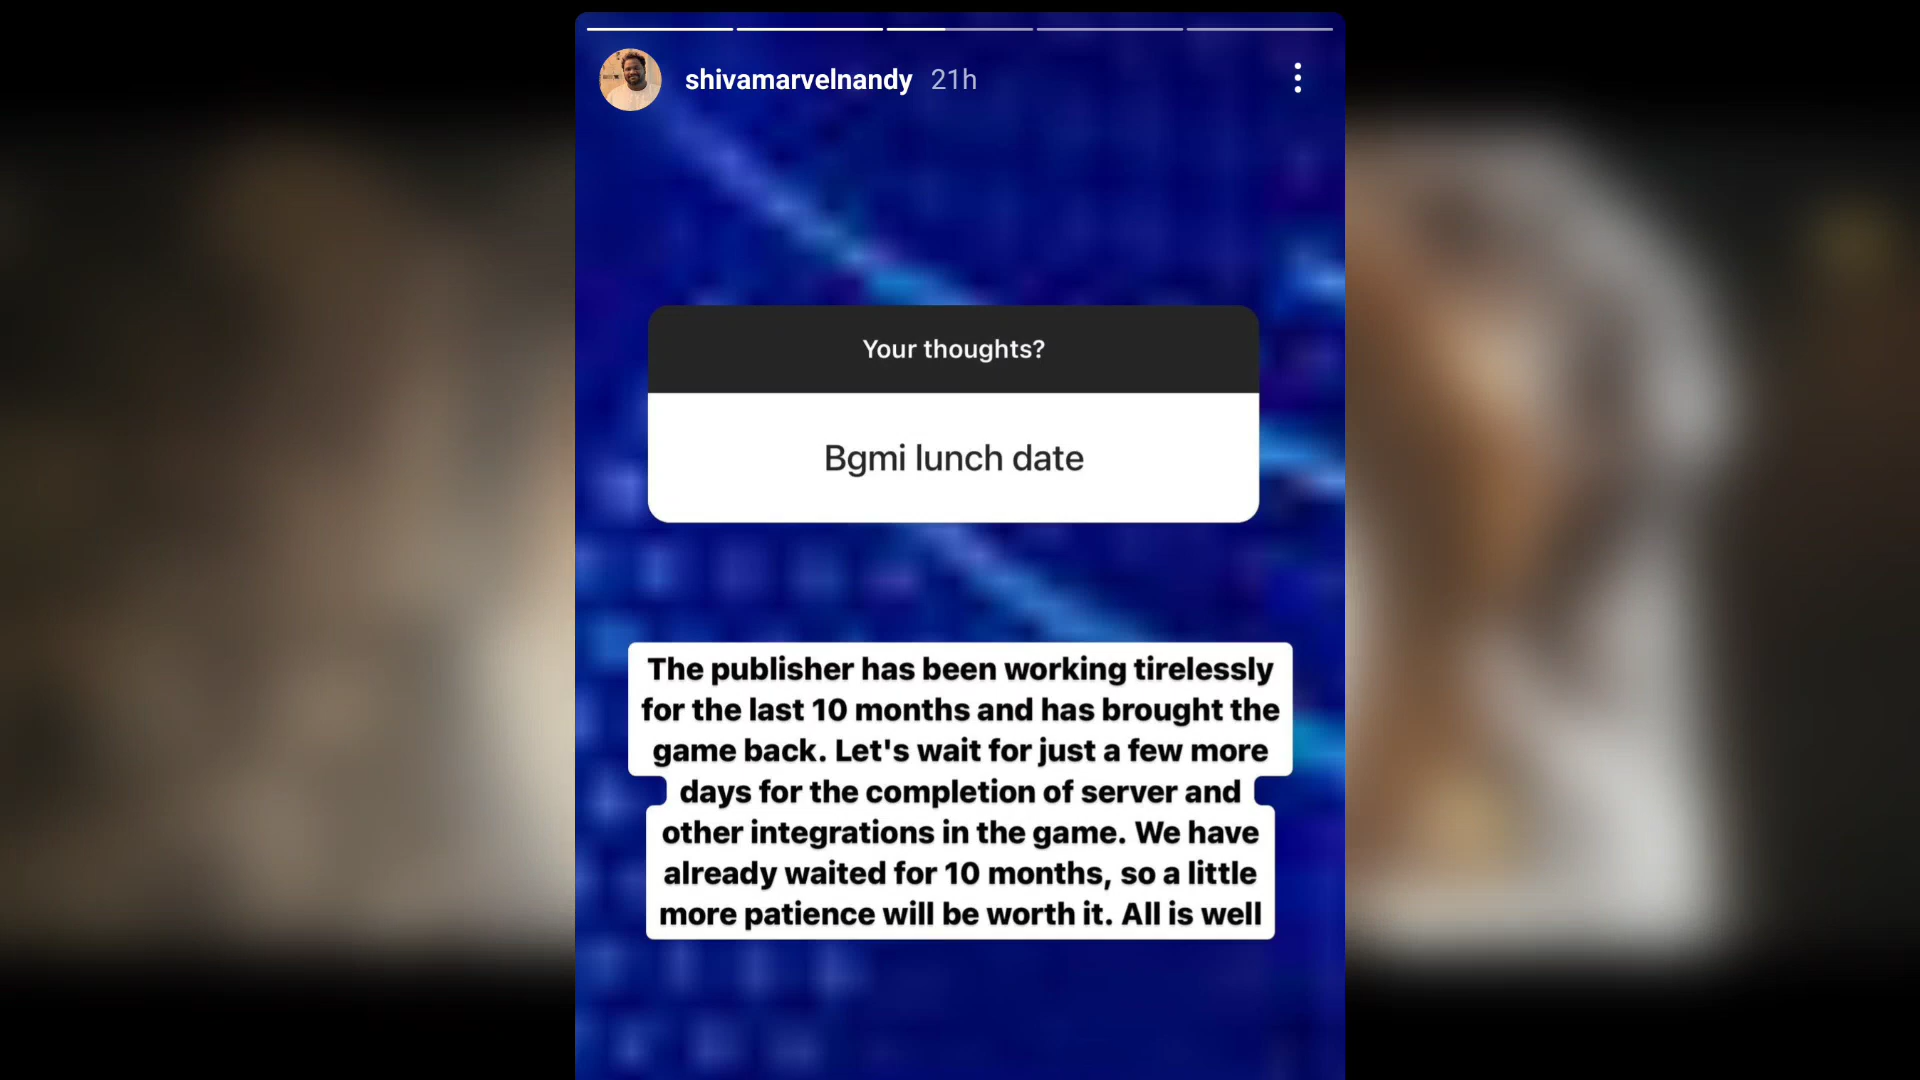 shivamarvelnandy 21h
Your thoughts?
Bgmi lunch date
The publisher has been working tirelessly
for the last 10 months and has brought the
game back. Let's wait for just a few more
days for the completion of server and
other integrations in the game. We have
already waited for 10 months, so a little
more patience will be worth it. All is well